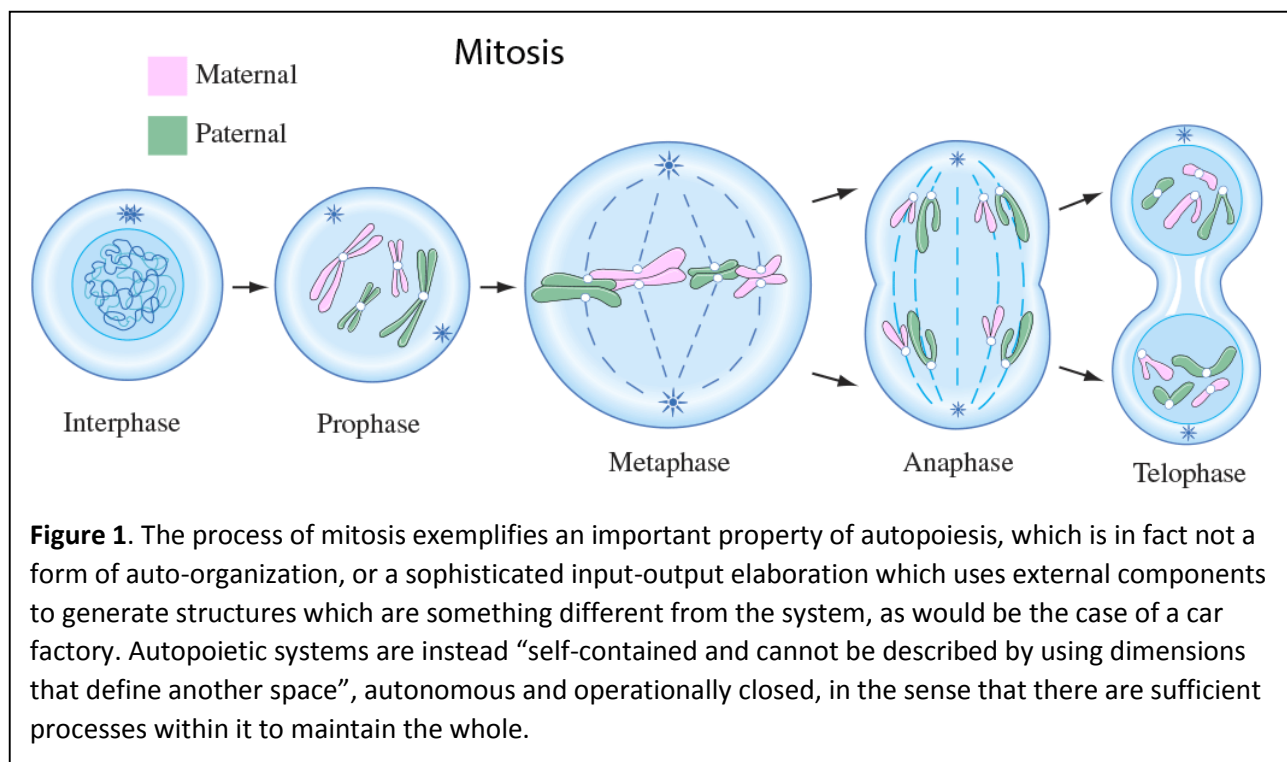 Mitosis
Maternal
Paternal
Interphase
Prophase
Metaphase
Anaphase
Telophase
Figure 1. The process of mitosis exemplifies an important property of autopoiesis, which is in fact not a
form of auto-organization, or a sophisticated input-output elaboration which uses external components
to generate structures which are something different from the system, as would be the case of a car
factory. Autopoietic systems are instead “self-contained and cannot be described by using dimensions
that define another space”, autonomous and operationally closed, in the sense that there are sufficient
processes within it to maintain the whole.